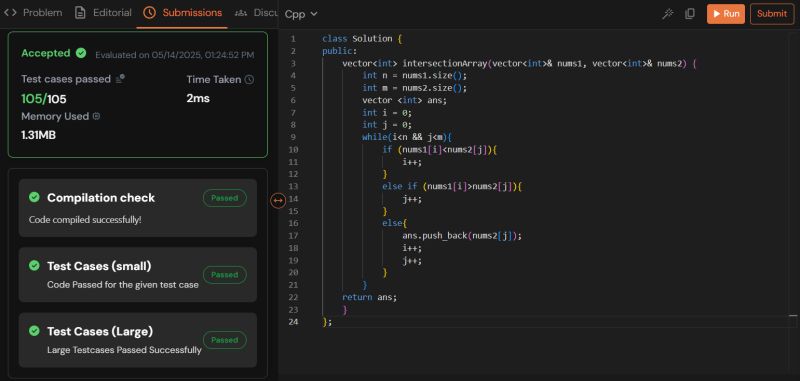 Problem Editorial Submissions Discu
Accepted Evaluated on 05/14/2025, 01:24:52 PM
Test cases passed Time Taken
105/105 2ms
Memory Used
1.31MB
Compilation check Passed
Code compiled successfully!
Test Cases (small) Passed
Code Passed for the given test case
Test Cases (Large) Passed
Large Testcases Passed Successfully
Cpp Run Submit
1 class Solution {
2 public:
3 vector<int> intersectionArray(vector<int>& nums1, vector<int>& nums2) {
4 int n = nums1.size();
5 int m = nums2.size();
6 vector <int> ans;
7 int i = 0;
8 int j = 0;
9 while(i<n && j<m){
10 if (nums1[i]<nums2[j]){
11 i++;
12 }
13 else if (nums1[i]>nums2[j]){
14 j++;
15 }
16 else{
17 ans.push_back(nums2[j]);
18 i++;
19 j++;
20 }
21 }
22 return ans;
23 }
24 };